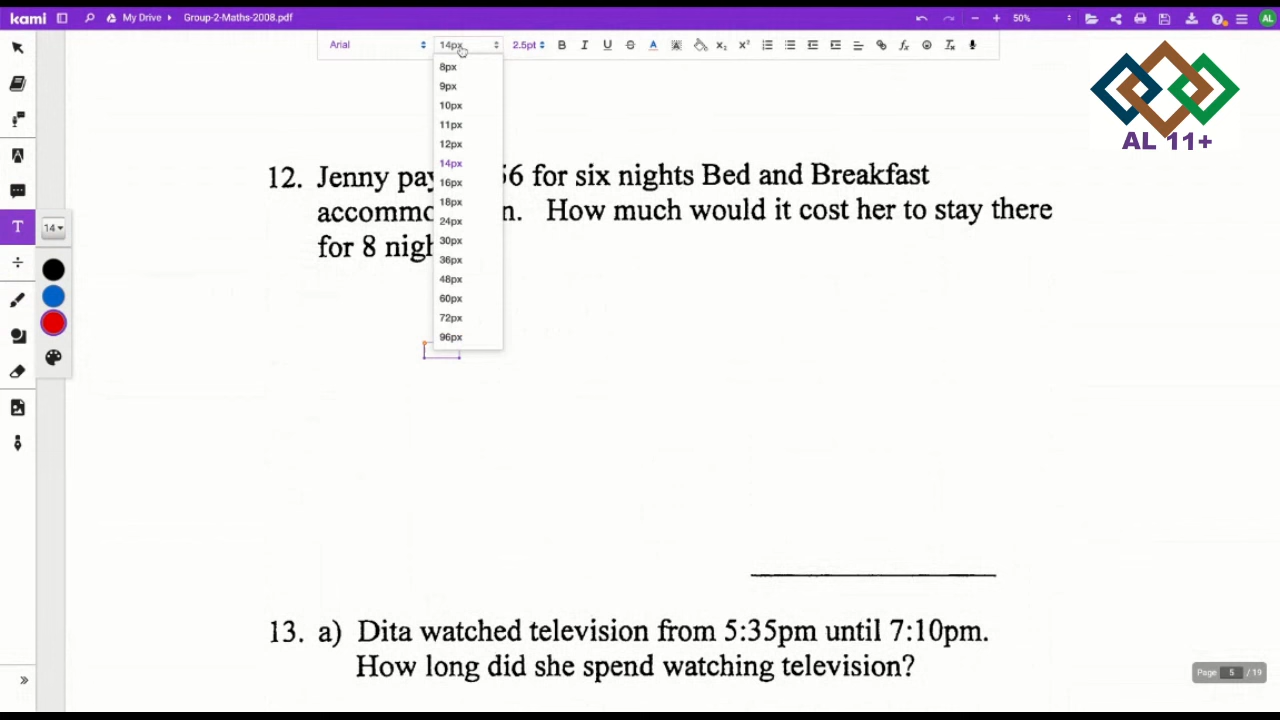 kami My Drive Group-2-Maths-2008.pdf 50% AL
Arial 14px 2.5pt B I U S A x₂ x² fx
8px
9px
10px
11px
12px
14px
16px
18px
24px
30px
36px
48px
60px
72px
96px
T 14
AL 11+
12. Jenny 56 for six nights Bed and Breakfast
How much would it cost her to stay there
for 8
13. a) Dita watched television from 5:35pm until 7:10pm.
How long did she spend watching television?
Page 5 / 19